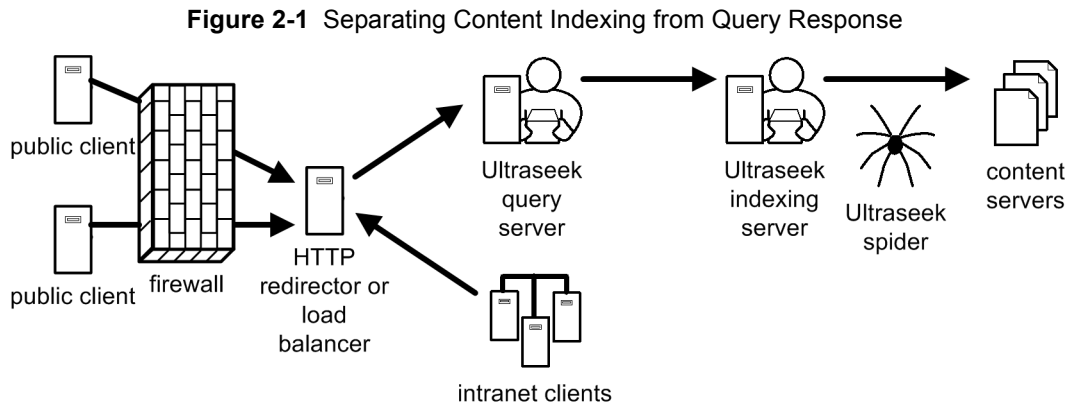 Figure 2-1 Separating Content Indexing from Query Response
public client
public client
firewall
HTTP
redirector or
load
balancer
Ultraseek
query
server
intranet clients
Ultraseek
indexing
server
Ultraseek
spider
content
servers